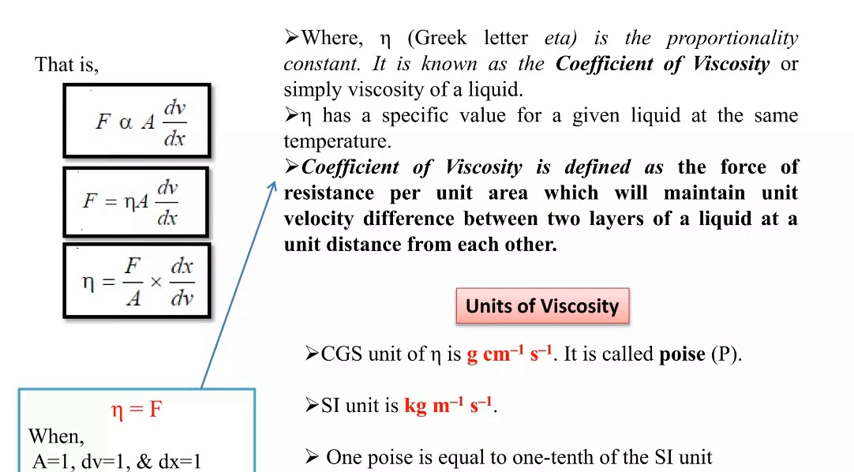 That is,
F α A dv/dx
F = ηA dv/dx
η = F/A × dx/dv
➢Where, η (Greek letter eta) is the proportionality
constant. It is known as the Coefficient of Viscosity or
simply viscosity of a liquid.
➢η has a specific value for a given liquid at the same
temperature.
➢Coefficient of Viscosity is defined as the force of
resistance per unit area which will maintain unit
velocity difference between two layers of a liquid at a
unit distance from each other.
Units of Viscosity
➢CGS unit of η is g cm⁻¹ s⁻¹. It is called poise (P).
➢SI unit is kg m⁻¹ s⁻¹.
➢ One poise is equal to one-tenth of the SI unit
η = F
When,
A=1, dv=1, & dx=1